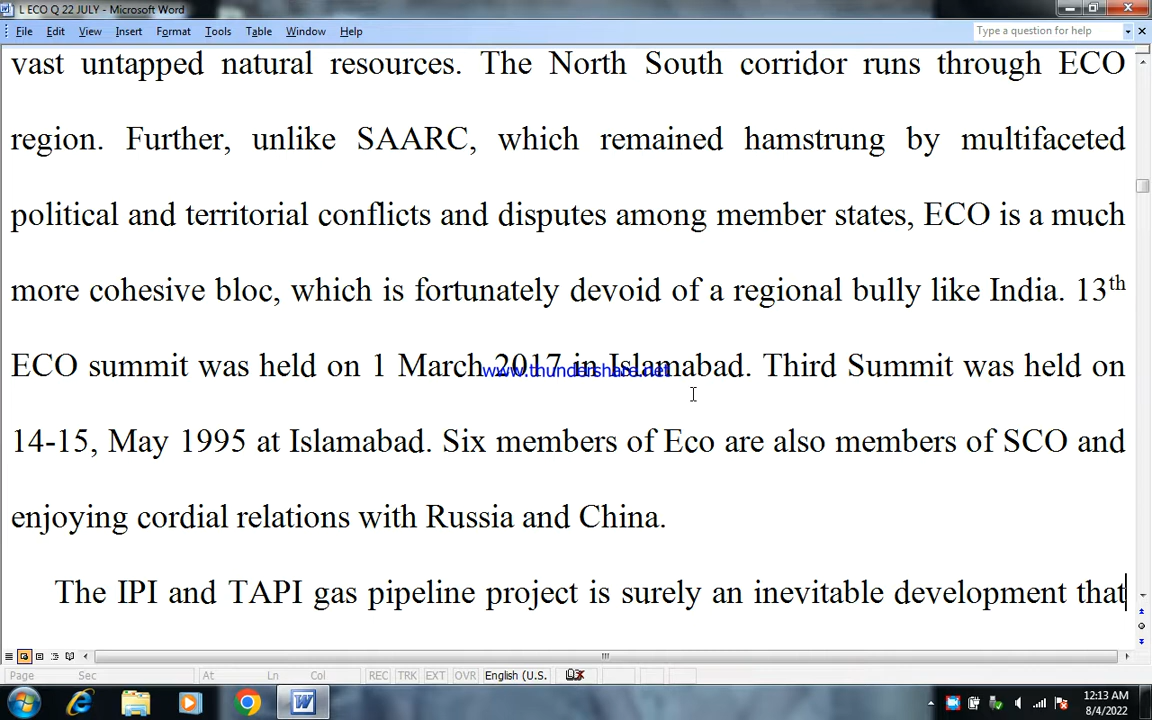 L ECO Q 22 JULY - Microsoft Word
File Edit View Insert Format Tools Table Window Help Type a question for help
vast untapped natural resources. The North South corridor runs through ECO
region. Further, unlike SAARC, which remained hamstrung by multifaceted
political and territorial conflicts and disputes among member states, ECO is a much
more cohesive bloc, which is fortunately devoid of a regional bully like India. 13th
ECO summit was held on 1 March 2017 in Islamabad. Third Summit was held on
www.thundershare.net
14-15, May 1995 at Islamabad. Six members of Eco are also members of SCO and
enjoying cordial relations with Russia and China.
The IPI and TAPI gas pipeline project is surely an inevitable development that
Page Sec At Ln Col REC TRK EXT OVR English (U.S.
12:13 AM
8/4/2022